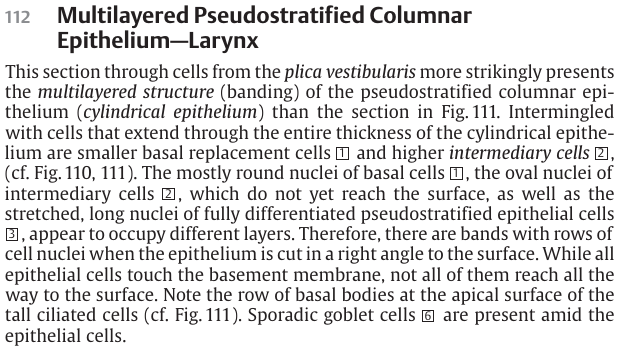 112 Multilayered Pseudostratified Columnar
Epithelium—Larynx
This section through cells from the plica vestibularis more strikingly presents
the multilayered structure (banding) of the pseudostratified columnar epi-
thelium (cylindrical epithelium) than the section in Fig. 111. Intermingled
with cells that extend through the entire thickness of the cylindrical epithe-
lium are smaller basal replacement cells 1 and higher intermediary cells 2,
(cf. Fig. 110, 111). The mostly round nuclei of basal cells 1, the oval nuclei of
intermediary cells 2, which do not yet reach the surface, as well as the
stretched, long nuclei of fully differentiated pseudostratified epithelial cells
3, appear to occupy different layers. Therefore, there are bands with rows of
cell nuclei when the epithelium is cut in a right angle to the surface. While all
epithelial cells touch the basement membrane, not all of them reach all the
way to the surface. Note the row of basal bodies at the apical surface of the
tall ciliated cells (cf. Fig. 111). Sporadic goblet cells 6 are present amid the
epithelial cells.